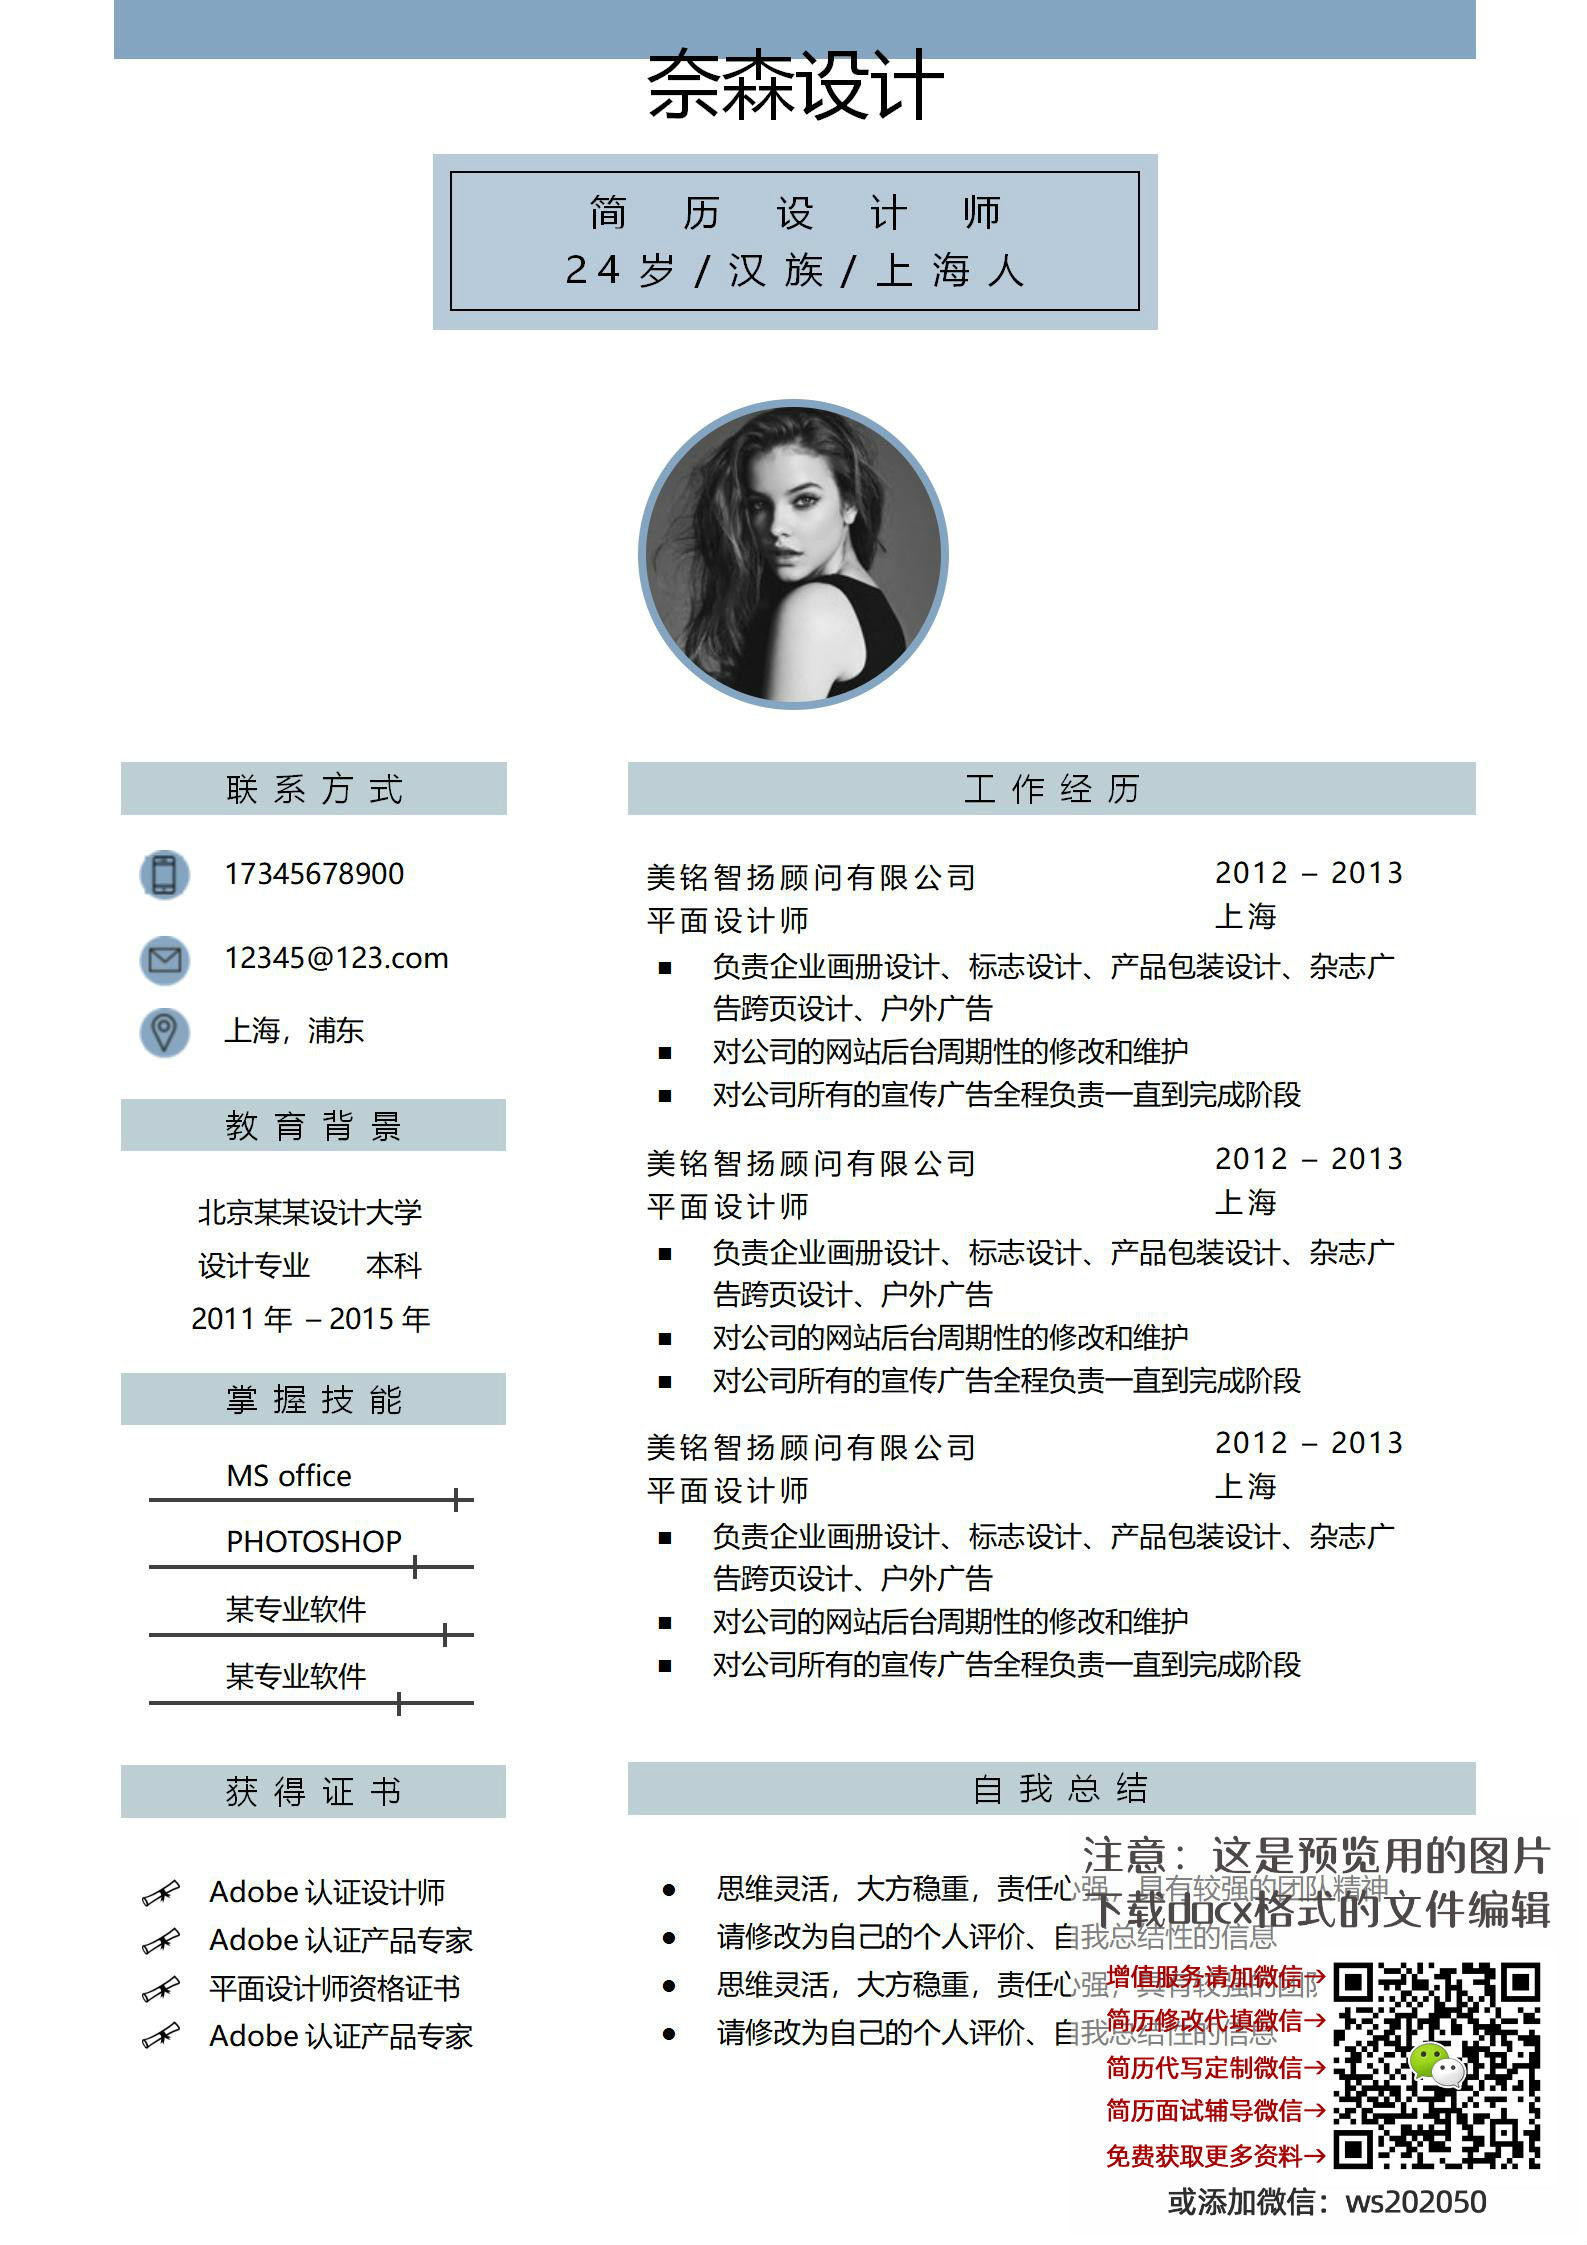 奈森设计
简历设计师
24岁/汉族/上海人
联系方式
17345678900
12345@123.com
上海，浦东
教育背景
北京某某设计大学
设计专业 本科
2011 年 – 2015 年
掌握技能
MS office
PHOTOSHOP
某专业软件
某专业软件
获得证书
Adobe 认证设计师
Adobe 认证产品专家
平面设计师资格证书
Adobe 认证产品专家
工作经历
美铭智扬顾问有限公司 2012 – 2013
平面设计师 上海
■ 负责企业画册设计、标志设计、产品包装设计、杂志广
告跨页设计、户外广告
■ 对公司的网站后台周期性的修改和维护
■ 对公司所有的宣传广告全程负责一直到完成阶段
美铭智扬顾问有限公司 2012 – 2013
平面设计师 上海
■ 负责企业画册设计、标志设计、产品包装设计、杂志广
告跨页设计、户外广告
■ 对公司的网站后台周期性的修改和维护
■ 对公司所有的宣传广告全程负责一直到完成阶段
美铭智扬顾问有限公司 2012 – 2013
平面设计师 上海
■ 负责企业画册设计、标志设计、产品包装设计、杂志广
告跨页设计、户外广告
■ 对公司的网站后台周期性的修改和维护
■ 对公司所有的宣传广告全程负责一直到完成阶段
自我总结
● 思维灵活，大方稳重，责任心强，具有较强的团队精神
● 请修改为自己的个人评价、自我总结性的信息
● 思维灵活，大方稳重，责任心强，具有较强的团队
● 请修改为自己的个人评价、自我总结性的信息
注意：这是预览用的图片
下载docx格式的文件编辑
增值服务请加微信→
简历修改代填微信→
简历代写定制微信→
简历面试辅导微信→
免费获取更多资料→
或添加微信：ws202050